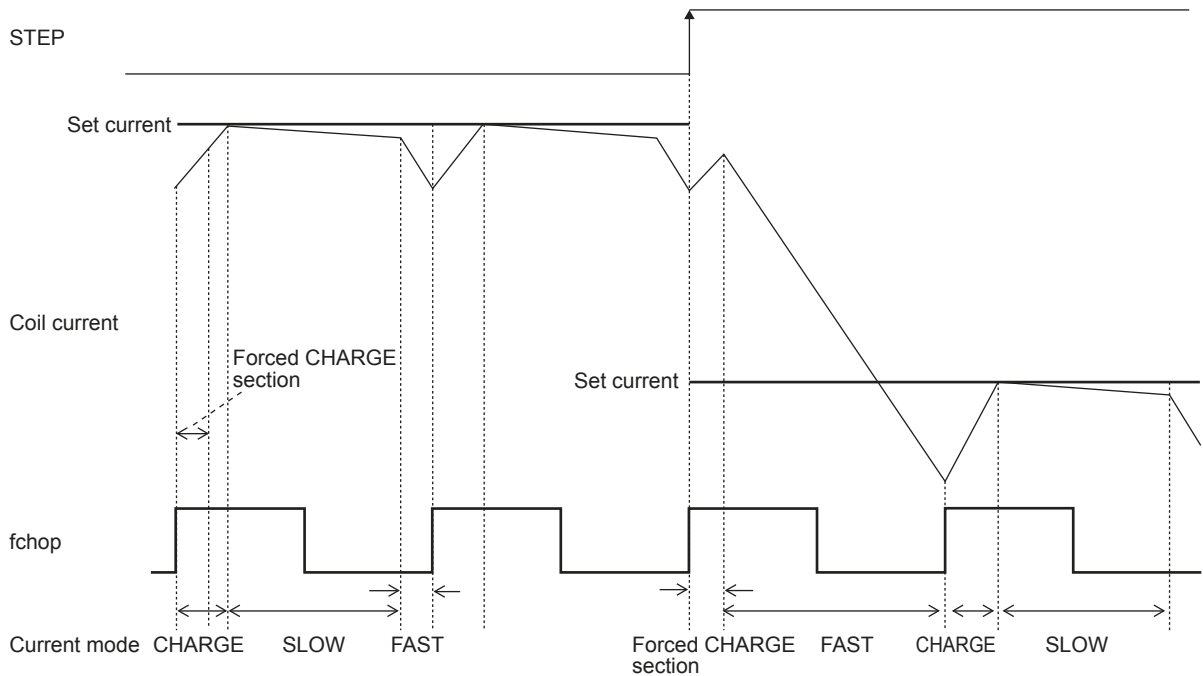 STEP
Set current
Coil current
Forced CHARGE
section
Set current
fchop
Current mode CHARGE SLOW FAST Forced CHARGE FAST CHARGE SLOW
section